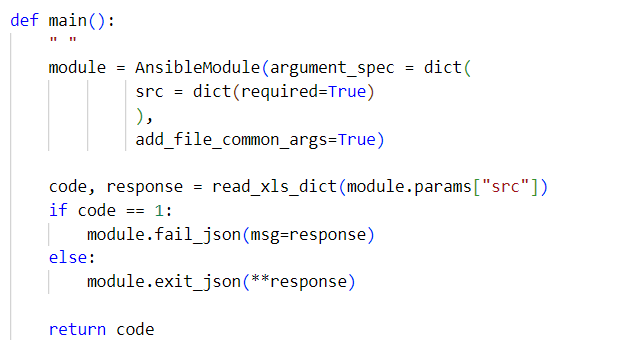 def main():
    " "
    module = AnsibleModule(argument_spec = dict(
             src = dict(required=True)
             ),
             add_file_common_args=True)
    code, response = read_xls_dict(module.params["src"])
    if code == 1:
        module.fail_json(msg=response)
    else:
        module.exit_json(**response)
    return code